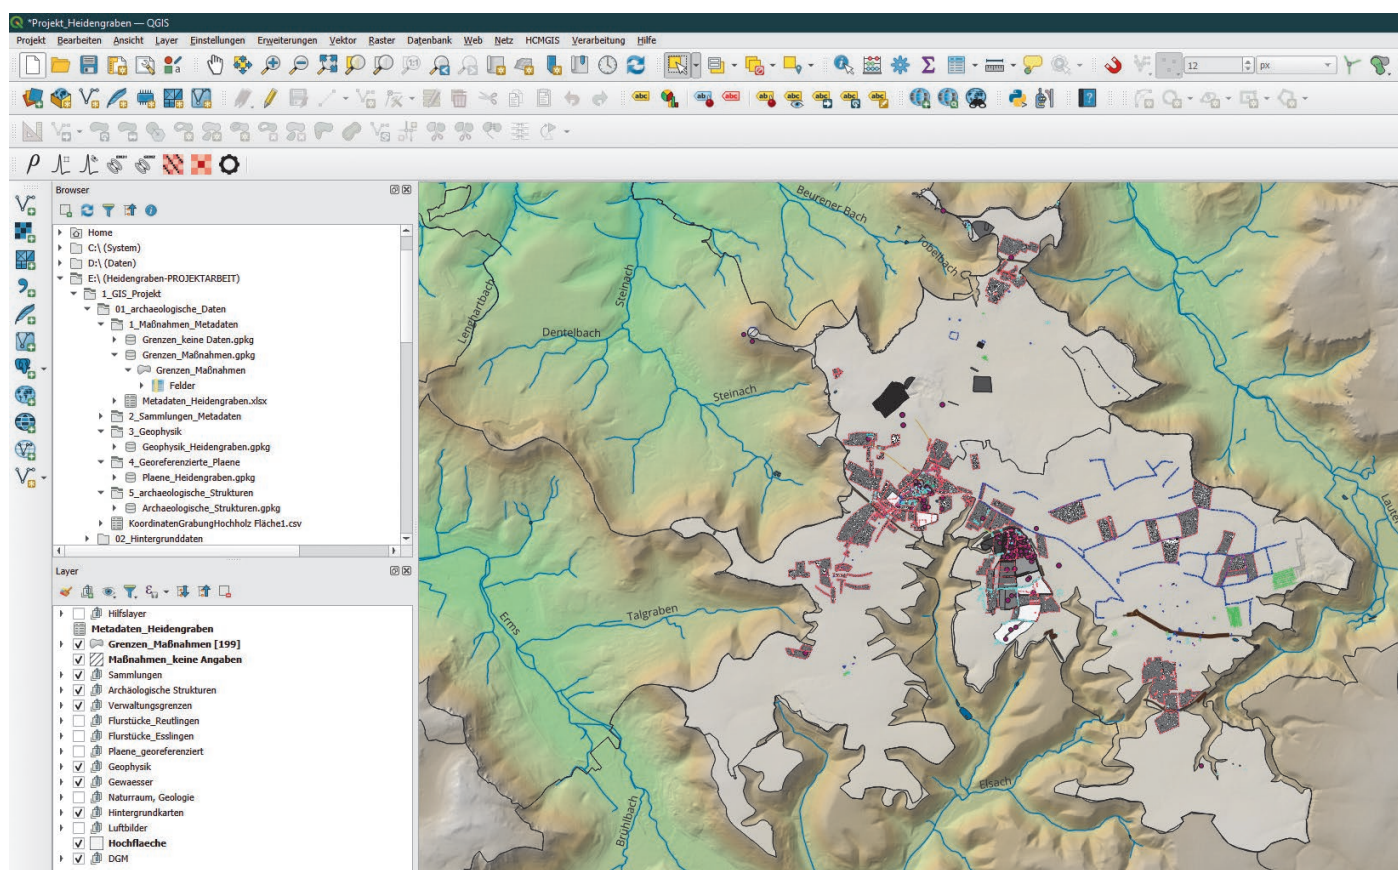 *Projekt_Heidengraben — QGIS
Projekt Bearbeiten Ansicht Layer Einstellungen Erweiterungen Vektor Raster Datenbank Web Netz HCMGIS Verarbeitung Hilfe
12 px
Browser
Home
C:\ (System)
D:\ (Daten)
E:\ (Heidengraben-PROJEKTARBEIT)
1_GIS_Projekt
01_archaeologische_Daten
1_Maßnahmen_Metadaten
Grenzen_keine Daten.gpkg
Grenzen_Maßnahmen.gpkg
Grenzen_Maßnahmen
Felder
Metadaten_Heidengraben.xlsx
2_Sammlungen_Metadaten
3_Geophysik
Geophysik_Heidengraben.gpkg
4_Georeferenzierte_Plaene
Plaene_Heidengraben.gpkg
5_archaeologische_Strukturen
Archaeologische_Strukturen.gpkg
KoordinatenGrabungHochholz Fläche1.csv
02_Hintergrunddaten
Layer
Hilfslayer
Metadaten_Heidengraben
Grenzen_Maßnahmen [199]
Maßnahmen_keine Angaben
Sammlungen
Archäologische Strukturen
Verwaltungsgrenzen
Flurstücke_Reutlingen
Flurstücke_Esslingen
Plaene_georeferenziert
Geophysik
Gewaesser
Naturraum, Geologie
Hintergrundkarten
Luftbilder
Hochflaeche
DGM
Beurener Bach
Tobelbach
Lenghartbach
Steinach
Dentelbach
Steinach
Lauter
Talgraben
Erms
Elsach
Brühlbach